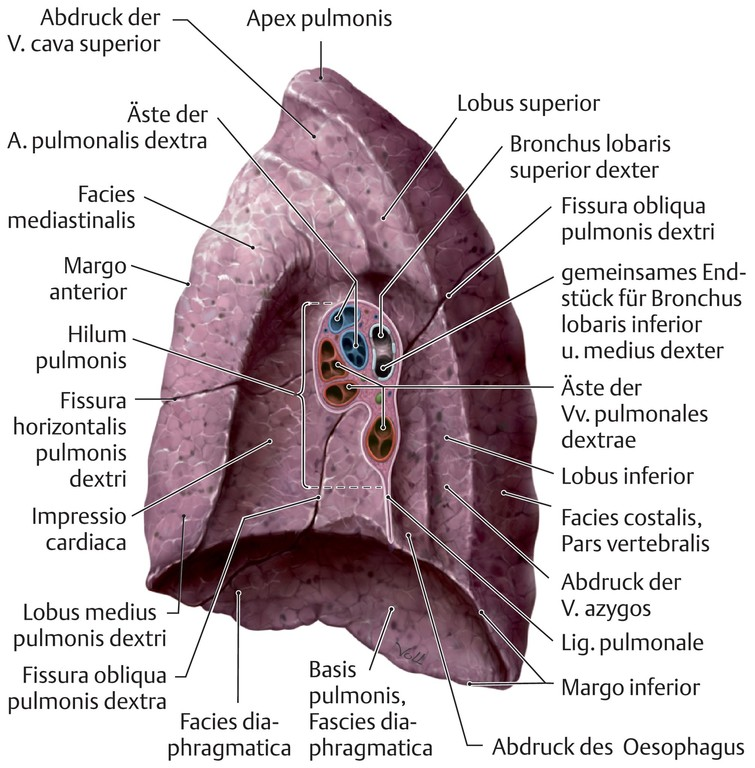 Abdruck der
V. cava superior
Apex pulmonis
Äste der
A. pulmonalis dextra
Lobus superior
Bronchus lobaris
superior dexter
Facies
mediastinalis
Fissura obliqua
pulmonis dextri
Margo
anterior
gemeinsames End-
stück für Bronchus
lobaris inferior
u. medius dexter
Hilum
pulmonis
Äste der
Vv. pulmonales
dextrae
Fissura
horizontalis
pulmonis
dextri
Lobus inferior
Impressio
cardiaca
Facies costalis,
Pars vertebralis
Abdruck der
V. azygos
Lobus medius
pulmonis dextri
Lig. pulmonale
Fissura obliqua
pulmonis dextra
Margo inferior
Facies dia-
phragmatica
Basis
pulmonis,
Fascies dia-
phragmatica
Abdruck des Oesophagus